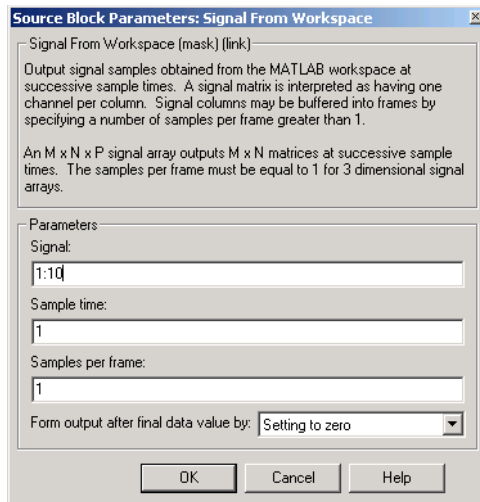 Source Block Parameters: Signal From Workspace
Signal From Workspace (mask) (link)
Output signal samples obtained from the MATLAB workspace at
successive sample times. A signal matrix is interpreted as having one
channel per column. Signal columns may be buffered into frames by
specifying a number of samples per frame greater than 1.
An M x N x P signal array outputs M x N matrices at successive sample
times. The samples per frame must be equal to 1 for 3 dimensional signal
arrays.
Parameters
Signal:
1:10
Sample time:
1
Samples per frame:
1
Form output after final data value by: Setting to zero
OK Cancel Help